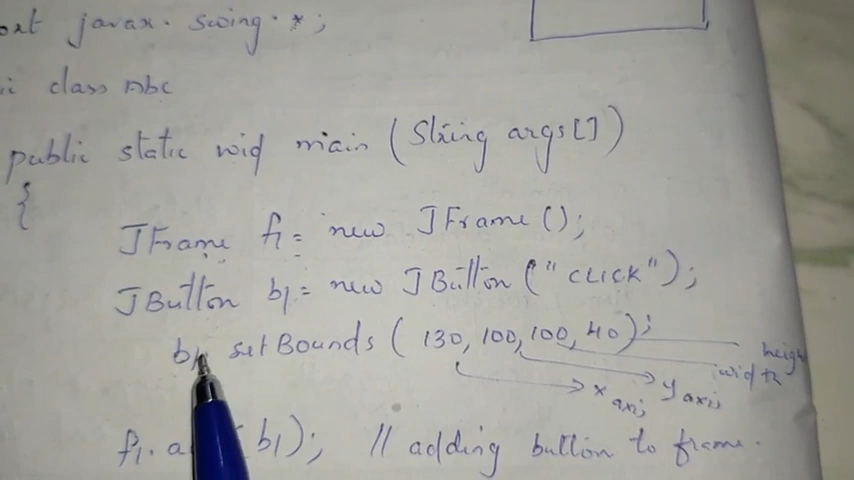 javax. swing. *;
class Abc
public static void main (String args[])
{
JFrame f1 = new JFrame ();
JButton b1 = new JButton ("CLICK");
b1 setBounds ( 130, 100, 100, 40);
height
width
y axis
x axis
f1. a b1); // adding button to frame.